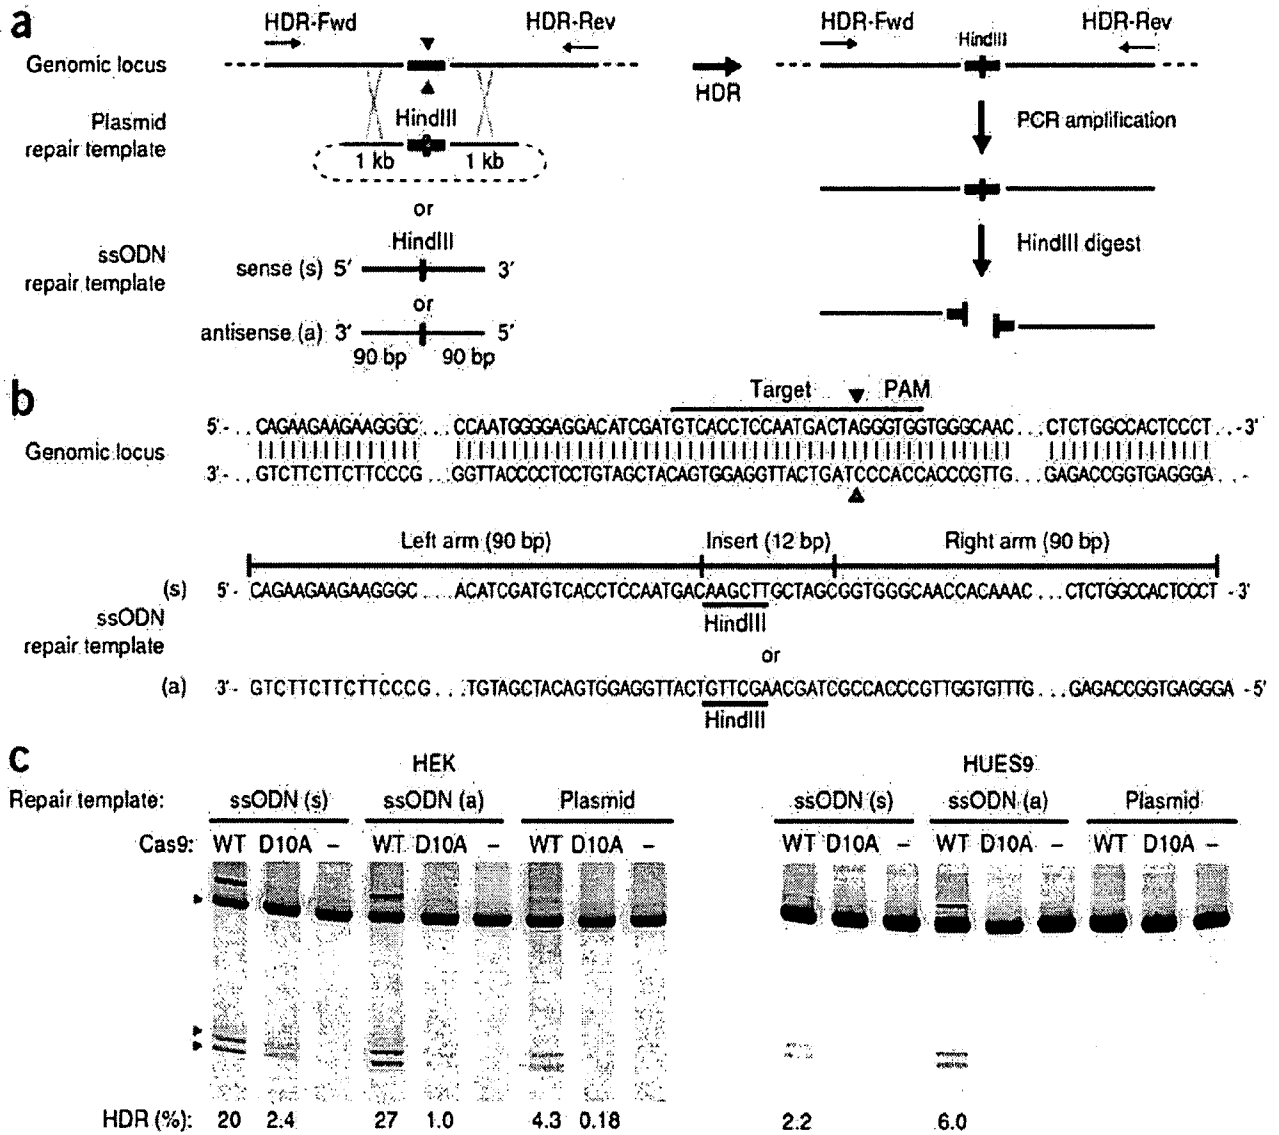 a
HDR-Fwd HDR-Rev HDR-Fwd HDR-Rev
HindIII
Genomic locus
HDR
HindIII
Plasmid
repair template
PCR amplification
1 kb 1 kb
or
HindIII
HindIII digest
ssODN
repair template
sense (s) 5′ 3′
or
antisense (a) 3′ 5′
90 bp 90 bp
b
Target PAM
5′- ...CAGAAGAAGAAGGGC...CCAATGGGGAGGACATCGATGTCACCTCCAATGACTAGGGTGGTGGGCAAC...CTCTGGCCACTCCCT...-3′
Genomic locus
3′- ...GTCTTCTTCTTCCCG...GGTTACCCCTCCTGTAGCTACAGTGGAGGTTACTGATCCCACCACCCGTTG...GAGACCGGTGAGGGA...-
Left arm (90 bp) Insert (12 bp) Right arm (90 bp)
(s) 5′- CAGAAGAAGAAGGGC...ACATCGATGTCACCTCCAATGACAAGCTTGCTAGCGGTGGGCAACCACAAAC...CTCTGGCCACTCCCT -3′
HindIII
ssODN
repair template
or
(a) 3′- GTCTTCTTCTTCCCG...TGTAGCTACAGTGGAGGTTACTGTTCGAACGATCGCCACCCGTTGGTGTTTG...GAGACCGGTGAGGGA -5′
HindIII
c
HEK HUES9
Repair template: ssODN (s) ssODN (a) Plasmid ssODN (s) ssODN (a) Plasmid
Cas9: WT D10A – WT D10A – WT D10A – WT D10A – WT D10A – WT D10A –
HDR (%): 20 2.4 27 1.0 4.3 0.18 2.2 6.0